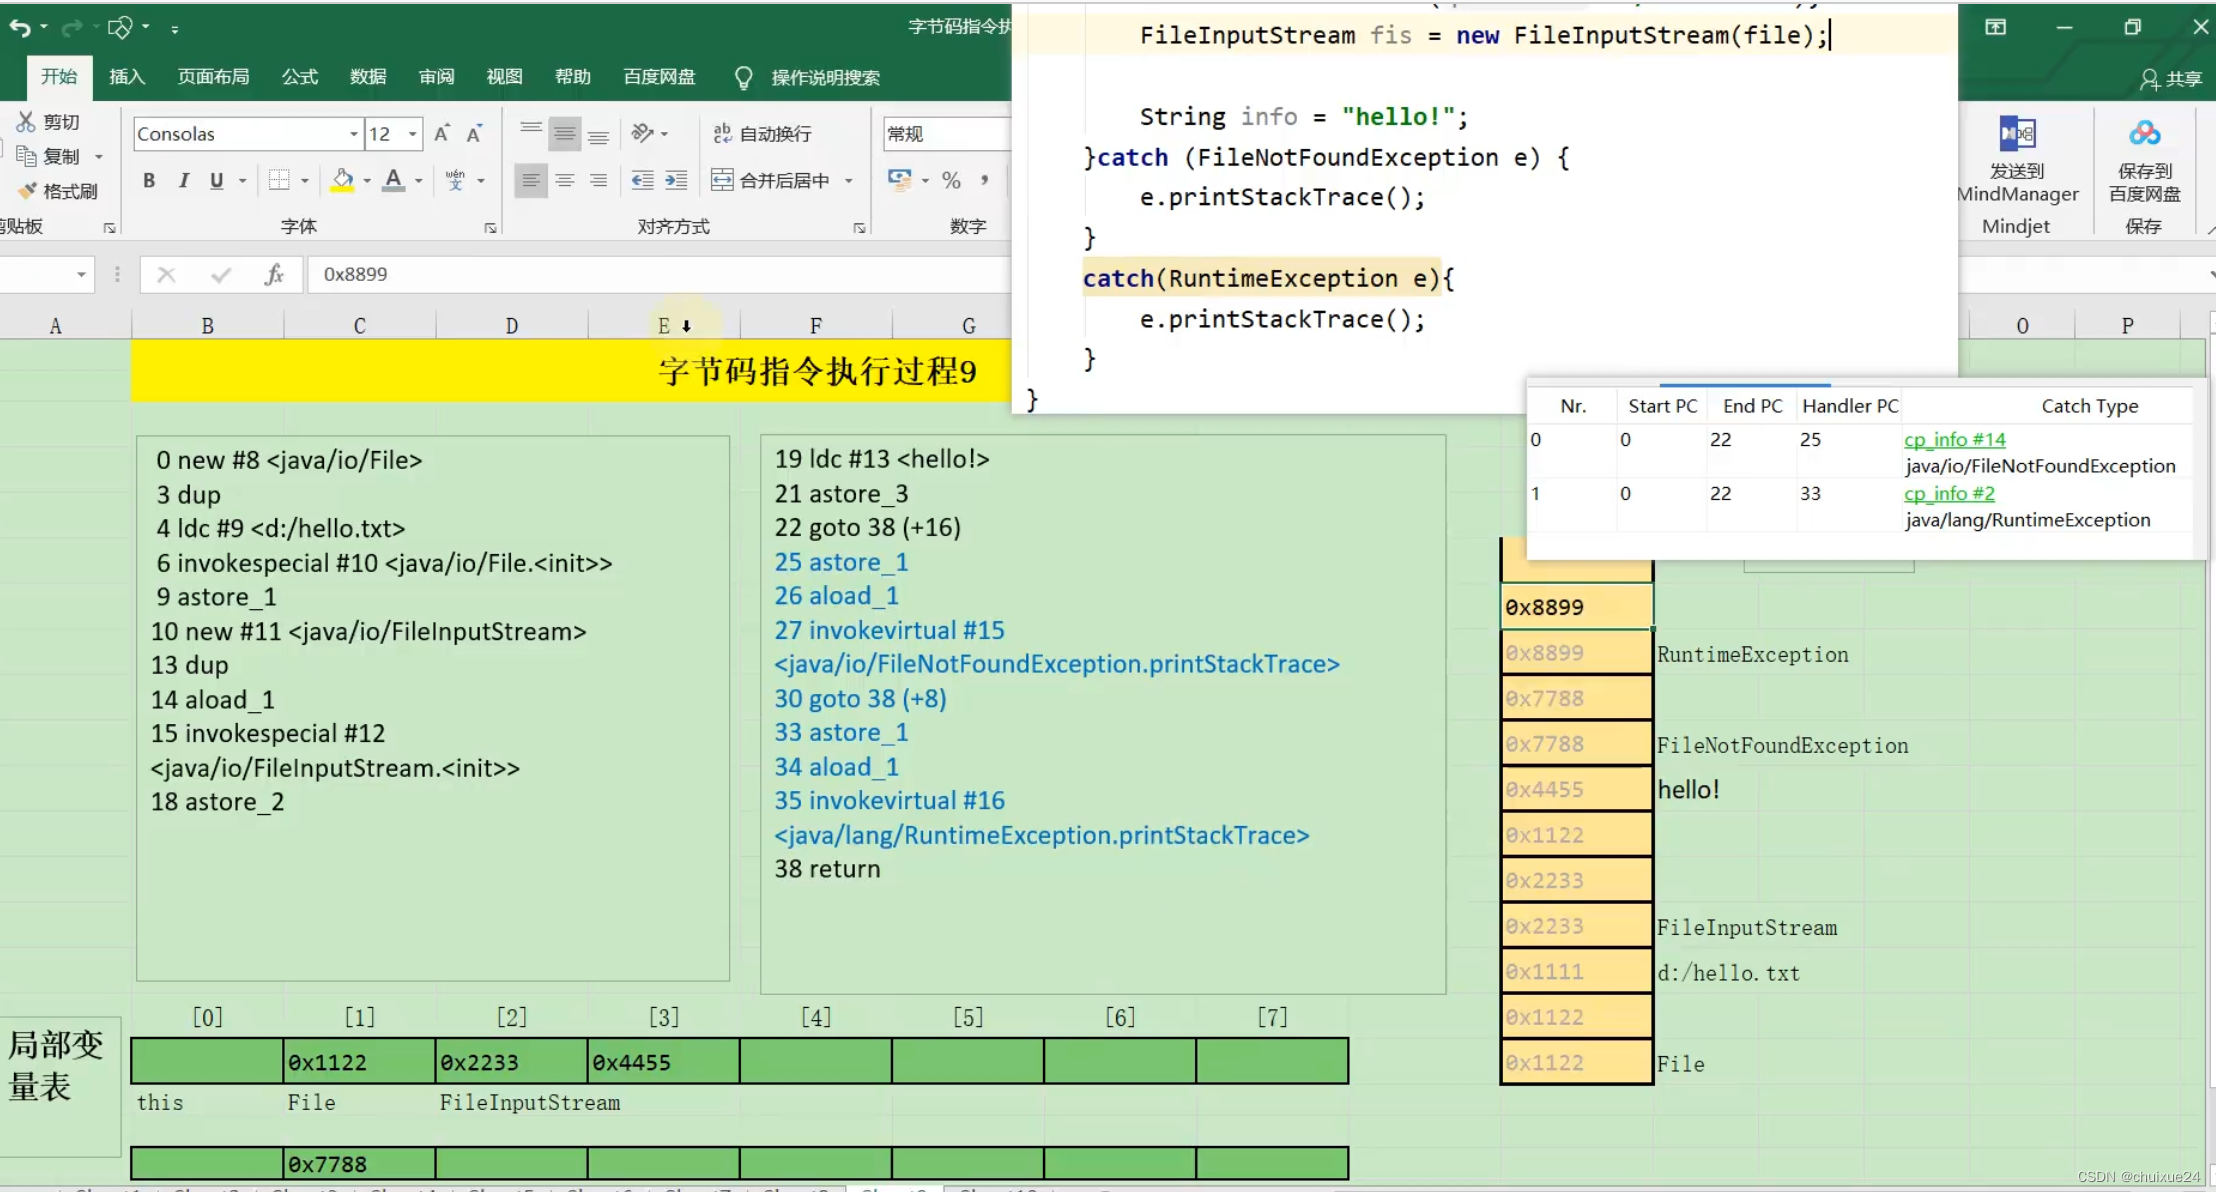 字节码指令执
开始 插入 页面布局 公式 数据 审阅 视图 帮助 百度网盘 操作说明搜索
共享
剪切
复制
格式刷
剪贴板
Consolas 12
B I U
字体
自动换行
合并后居中
对齐方式
常规
%
数字
发送到
MindManager
Mindjet
保存到
百度网盘
保存
fx 0x8899
A B C D E F G O P
FileInputStream fis = new FileInputStream(file);
String info = "hello!";
}catch (FileNotFoundException e) {
e.printStackTrace();
}
catch(RuntimeException e){
e.printStackTrace();
}
}
字节码指令执行过程9
Nr. Start PC End PC Handler PC Catch Type
0 0 22 25 cp_info #14
java/io/FileNotFoundException
1 0 22 33 cp_info #2
java/lang/RuntimeException
0 new #8 <java/io/File>
3 dup
4 ldc #9 <d:/hello.txt>
6 invokespecial #10 <java/io/File.<init>>
9 astore_1
10 new #11 <java/io/FileInputStream>
13 dup
14 aload_1
15 invokespecial #12
<java/io/FileInputStream.<init>>
18 astore_2
19 ldc #13 <hello!>
21 astore_3
22 goto 38 (+16)
25 astore_1
26 aload_1
27 invokevirtual #15
<java/io/FileNotFoundException.printStackTrace>
30 goto 38 (+8)
33 astore_1
34 aload_1
35 invokevirtual #16
<java/lang/RuntimeException.printStackTrace>
38 return
0x8899
0x8899 RuntimeException
0x7788
0x7788 FileNotFoundException
0x4455 hello!
0x1122
0x2233
0x2233 FileInputStream
0x1111 d:/hello.txt
0x1122
0x1122 File
[0] [1] [2] [3] [4] [5] [6] [7]
局部变
量表
0x1122 0x2233 0x4455
this File FileInputStream
0x7788
CSDN @chuixue24